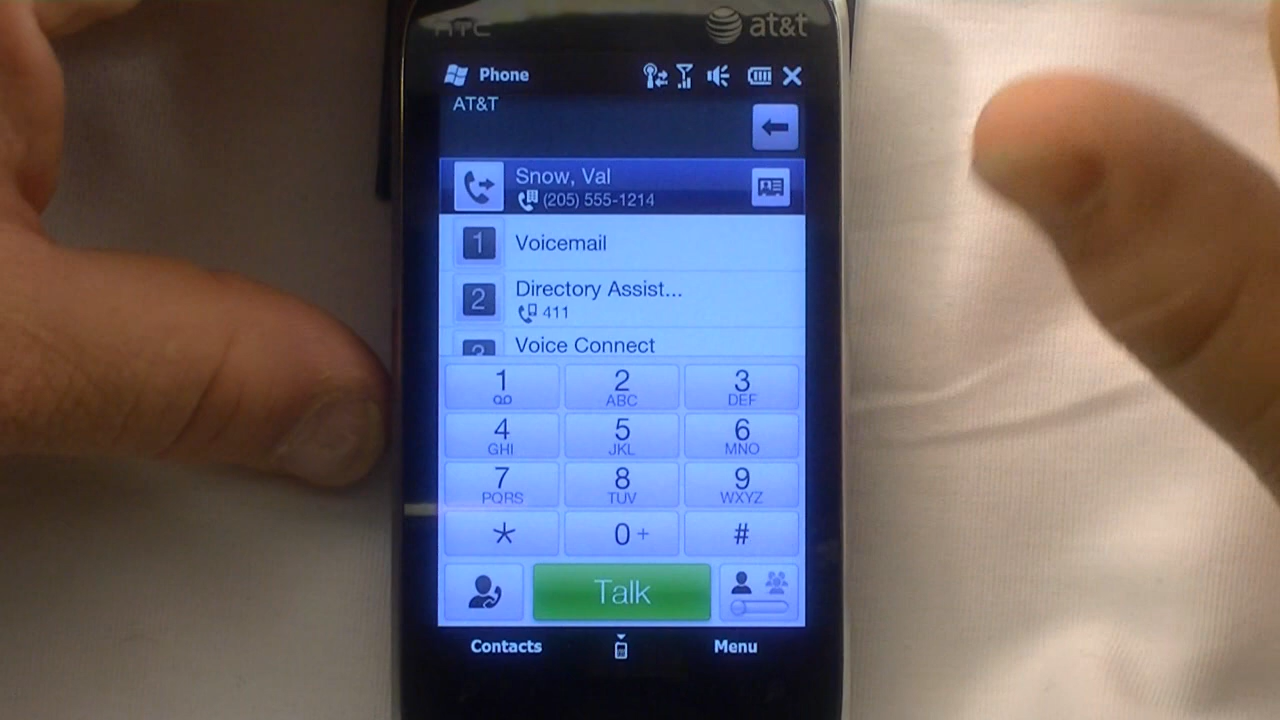 HTC at&t
Phone
AT&T
Snow, Val
(205) 555-1214
1 Voicemail
2 Directory Assist...
411
3 Voice Connect
1 2 ABC 3 DEF
4 GHI 5 JKL 6 MNO
7 PQRS 8 TUV 9 WXYZ
* 0 + #
Talk
Contacts Menu